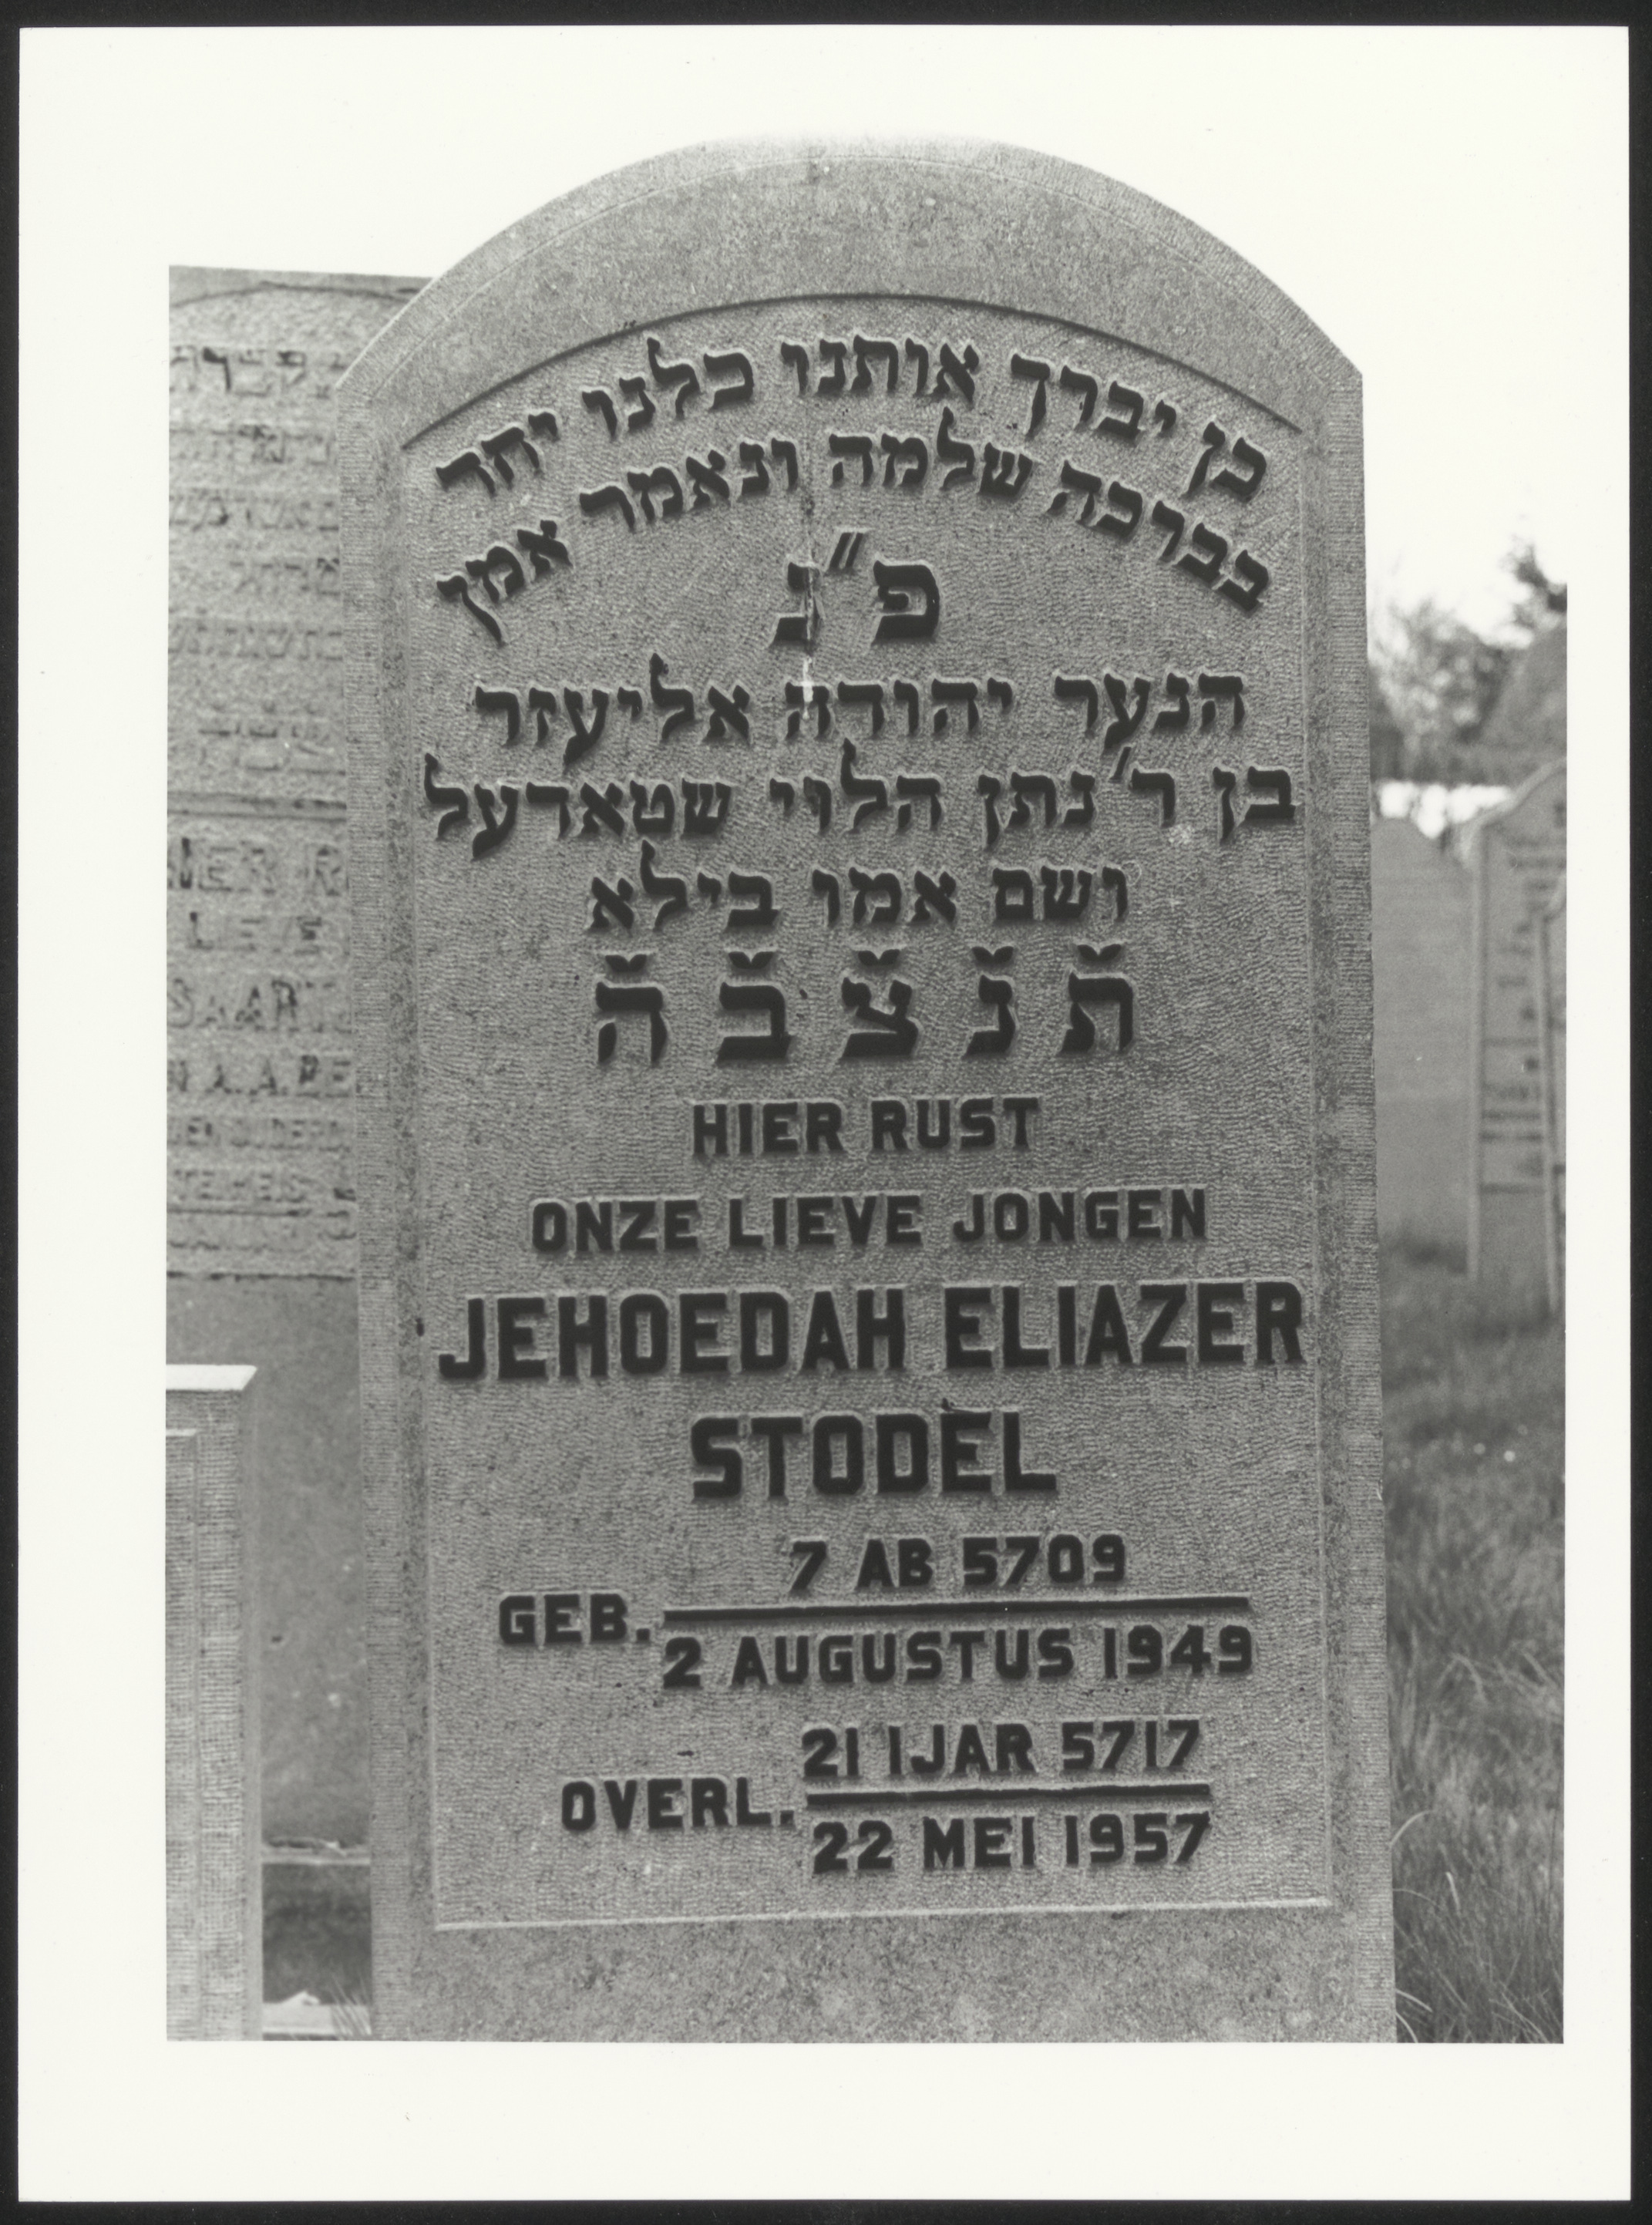 כן יברך אותנו כלנו יחד
בברכה שלמה ונאמר אמן
פ״נ
הנער יהודה אליעזר
בן ר׳ נתן הלוי שטאדעל
ושם אמו בילא
ת נ צ ב ה
HIER RUST
ONZE LIEVE JONGEN
JEHOEDAH ELIAZER
STODEL
GEB. 7 AB 5709
2 AUGUSTUS 1949
OVERL. 21 IJAR 5717
22 MEI 1957
LEVE
SAART